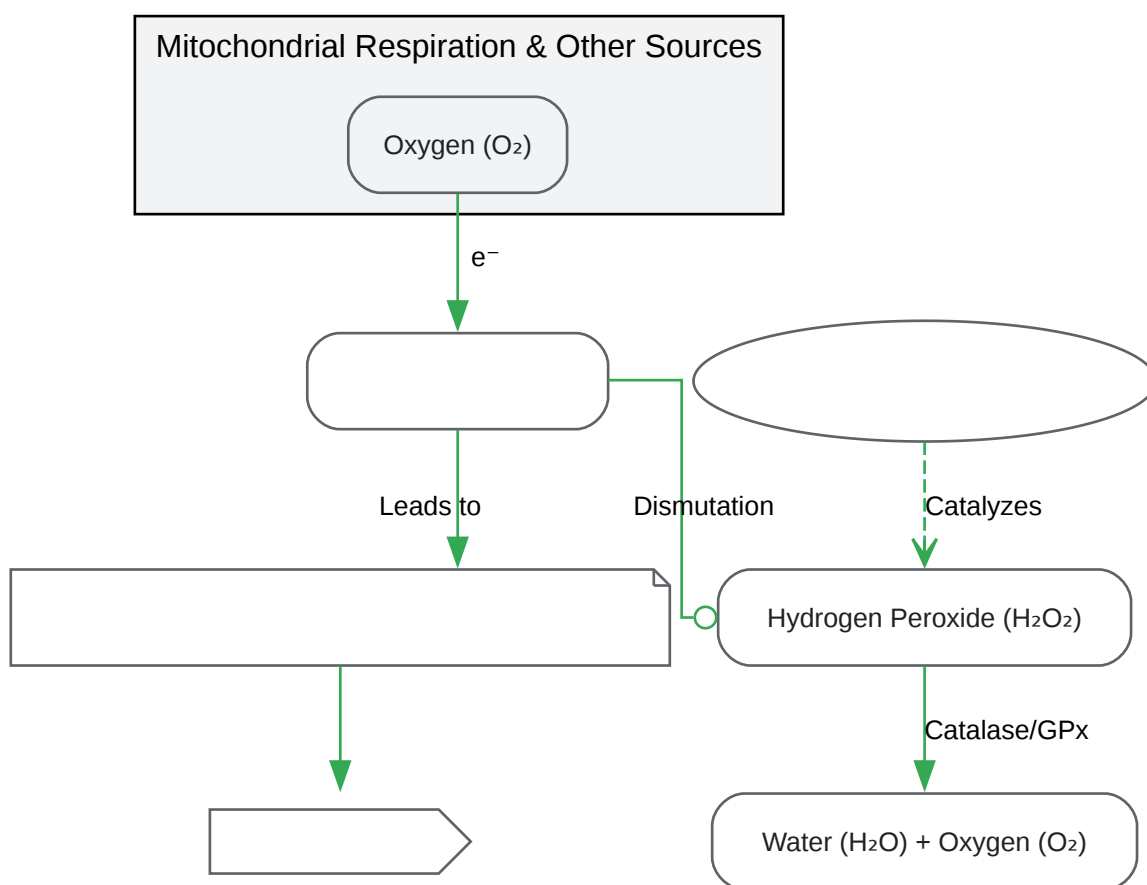 Mitochondrial Respiration & Other Sources
Oxygen (O₂)
e⁻
Leads to
Dismutation
Catalyzes
Hydrogen Peroxide (H₂O₂)
Catalase/GPx
Water (H₂O) + Oxygen (O₂)